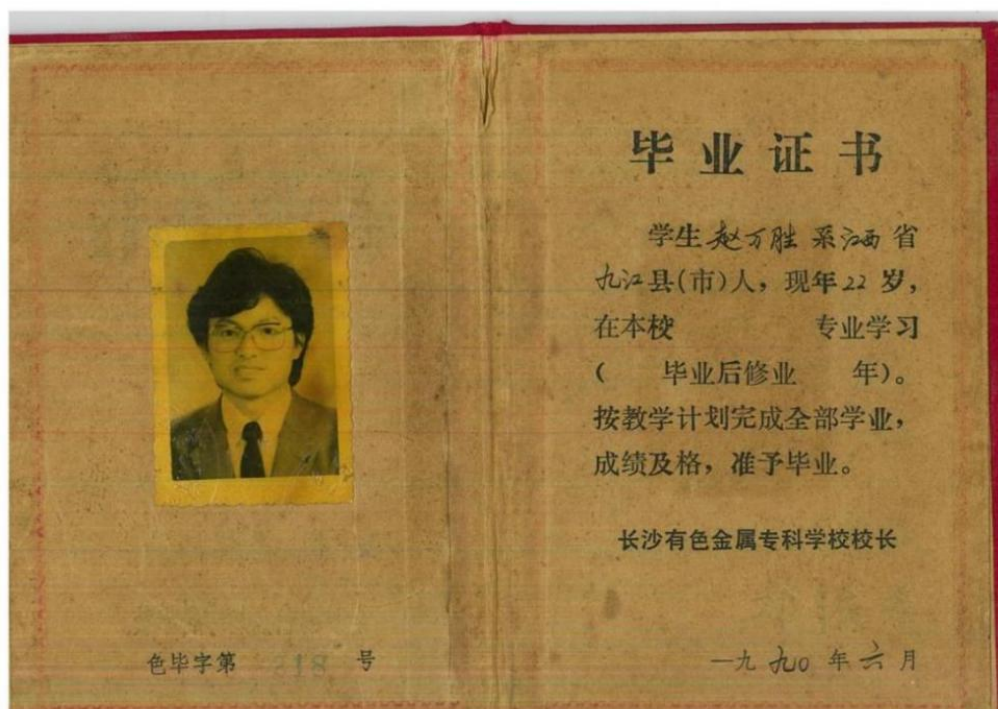 毕业证书
学生赵万胜系江西省
九江县(市)人，现年22岁，
在本校 专业学习
( 毕业后修业 年)。
按教学计划完成全部学业，
成绩及格，准予毕业。
长沙有色金属专科学校校长
一九九0年六月
色毕字第 818 号